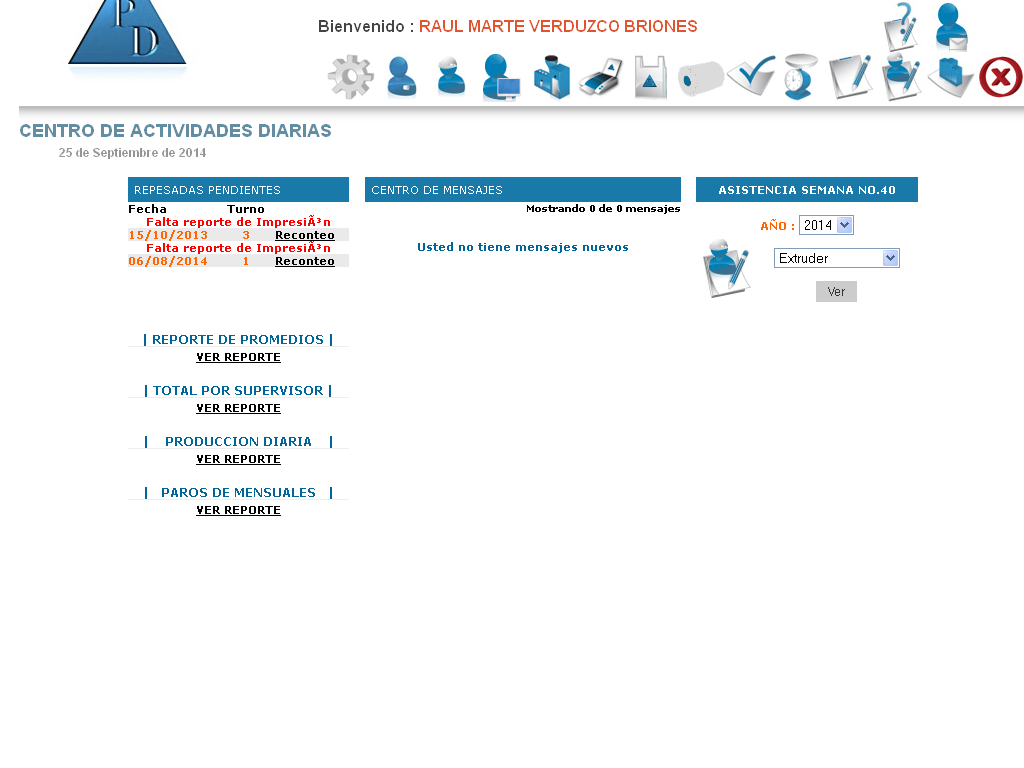 P
D
Bienvenido : RAUL MARTE VERDUZCO BRIONES
CENTRO DE ACTIVIDADES DIARIAS
25 de Septiembre de 2014
REPESADAS PENDIENTES
Fecha Turno
Falta reporte de ImpresiÃ³n
15/10/2013 3 Reconteo
Falta reporte de ImpresiÃ³n
06/08/2014 1 Reconteo
| REPORTE DE PROMEDIOS |
VER REPORTE
| TOTAL POR SUPERVISOR |
VER REPORTE
| PRODUCCION DIARIA |
VER REPORTE
| PAROS DE MENSUALES |
VER REPORTE
CENTRO DE MENSAJES
Mostrando 0 de 0 mensajes
Usted no tiene mensajes nuevos
ASISTENCIA SEMANA NO.40
AÑO : 2014
Extruder
Ver